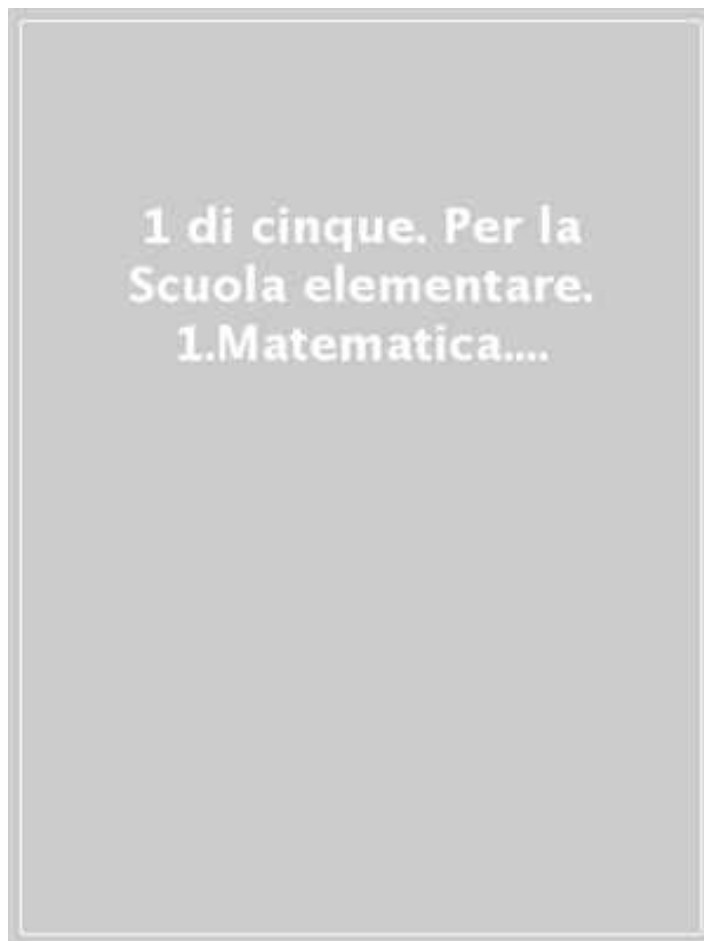 1 di cinque. Per la
Scuola elementare.
1.Matematica....